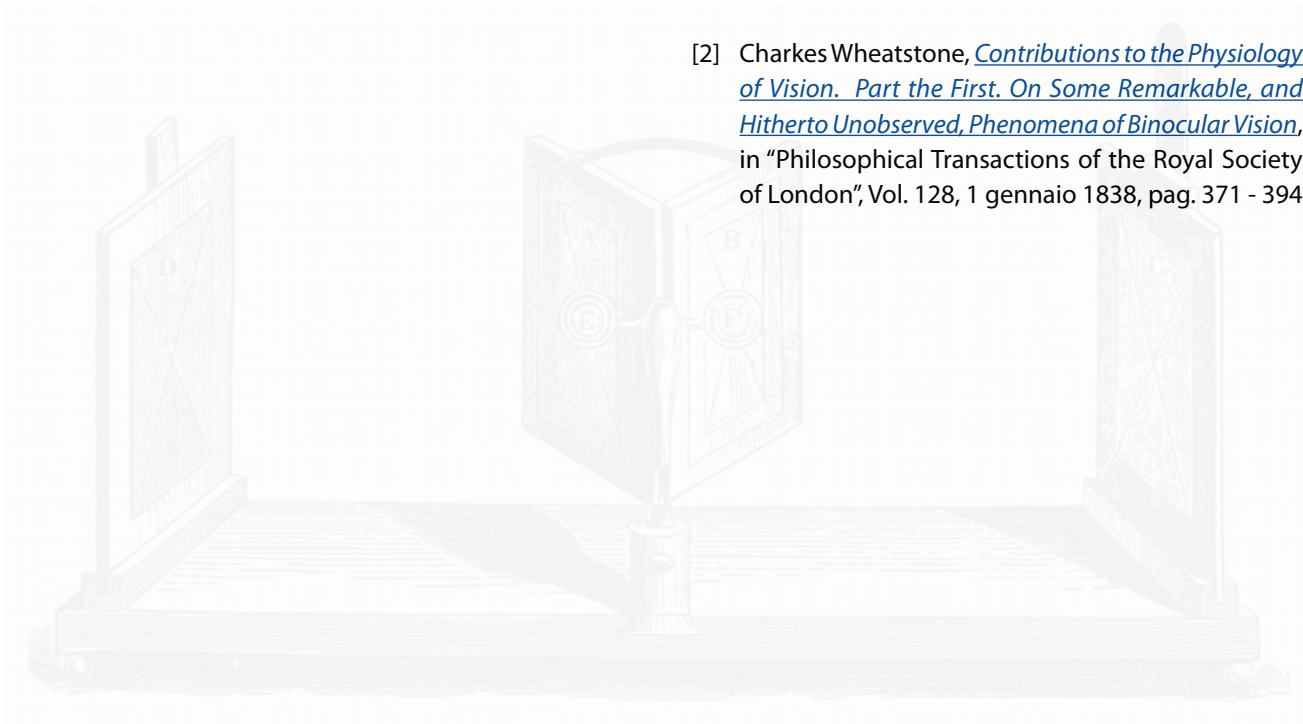 [2] Charkes Wheatstone, Contributions to the Physiology
of Vision. Part the First. On Some Remarkable, and
Hitherto Unobserved, Phenomena of Binocular Vision,
in “Philosophical Transactions of the Royal Society
of London”, Vol. 128, 1 gennaio 1838, pag. 371 - 394
A B
D C
E F